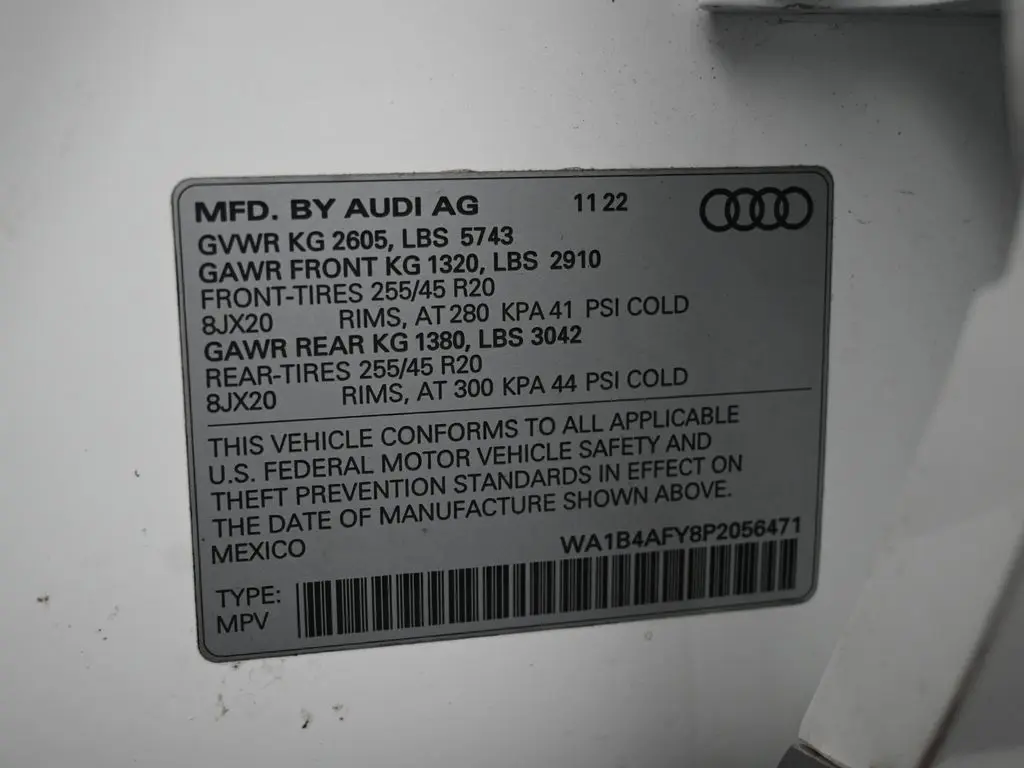 MFD. BY AUDI AG 11 22
GVWR KG 2605, LBS 5743
GAWR FRONT KG 1320, LBS 2910
FRONT-TIRES 255/45 R20
8JX20 RIMS, AT 280 KPA 41 PSI COLD
GAWR REAR KG 1380, LBS 3042
REAR-TIRES 255/45 R20
8JX20 RIMS, AT 300 KPA 44 PSI COLD
THIS VEHICLE CONFORMS TO ALL APPLICABLE
U.S. FEDERAL MOTOR VEHICLE SAFETY AND
THEFT PREVENTION STANDARDS IN EFFECT ON
THE DATE OF MANUFACTURE SHOWN ABOVE.
MEXICO WA1B4AFY8P2056471
TYPE:
MPV